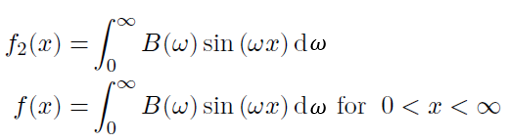 f₂(x) = ∫₀^∞ B(ω) sin (ωx) dω
f(x) = ∫₀^∞ B(ω) sin (ωx) dω for 0 < x < ∞